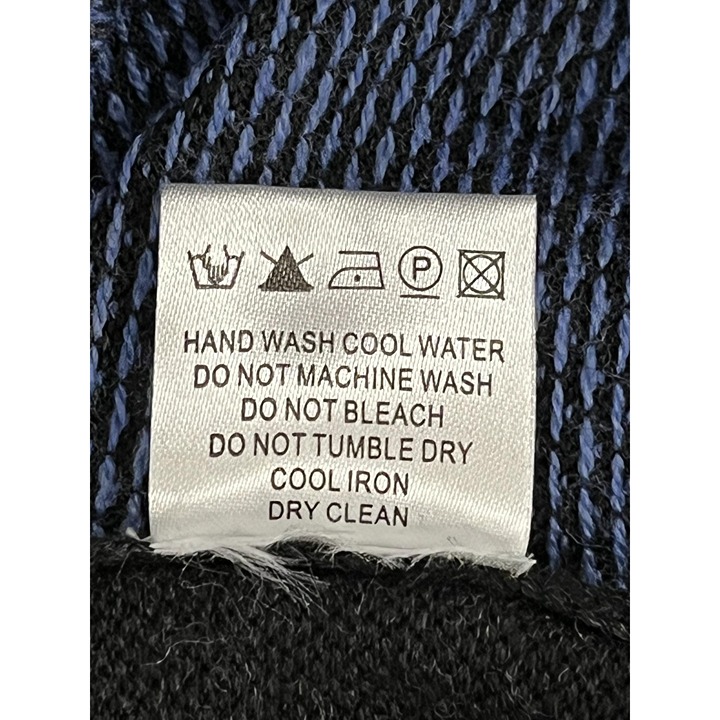 P
HAND WASH COOL WATER
DO NOT MACHINE WASH
DO NOT BLEACH
DO NOT TUMBLE DRY
COOL IRON
DRY CLEAN